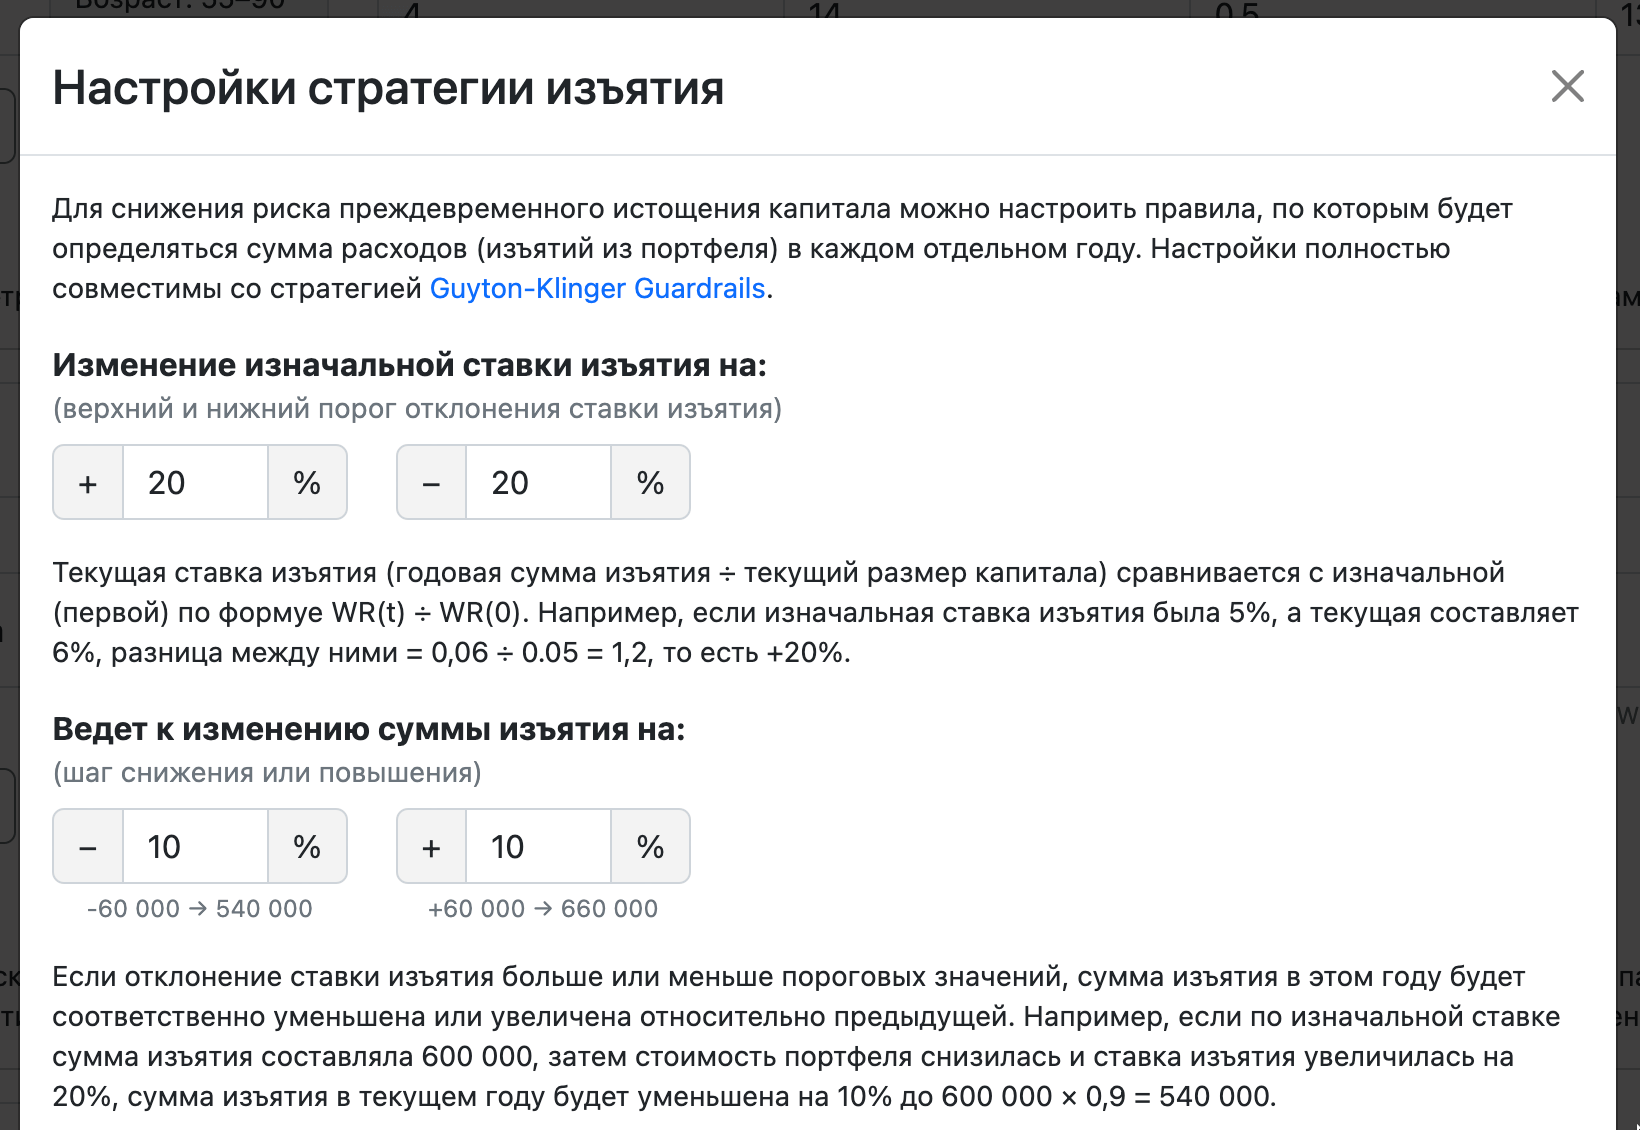 Возраст: 55–90
4
14
0.5
Настройки стратегии изъятия
Для снижения риска преждевременного истощения капитала можно настроить правила, по которым будет
определяться сумма расходов (изъятий из портфеля) в каждом отдельном году. Настройки полностью
совместимы со стратегией Guyton-Klinger Guardrails.
Изменение изначальной ставки изъятия на:
(верхний и нижний порог отклонения ставки изъятия)
+ 20 % – 20 %
Текущая ставка изъятия (годовая сумма изъятия ÷ текущий размер капитала) сравнивается с изначальной
(первой) по формуе WR(t) ÷ WR(0). Например, если изначальная ставка изъятия была 5%, а текущая составляет
6%, разница между ними = 0,06 ÷ 0.05 = 1,2, то есть +20%.
Ведет к изменению суммы изъятия на:
(шаг снижения или повышения)
– 10 % + 10 %
-60 000 → 540 000 +60 000 → 660 000
Если отклонение ставки изъятия больше или меньше пороговых значений, сумма изъятия в этом году будет
соответственно уменьшена или увеличена относительно предыдущей. Например, если по изначальной ставке
сумма изъятия составляла 600 000, затем стоимость портфеля снизилась и ставка изъятия увеличилась на
20%, сумма изъятия в текущем году будет уменьшена на 10% до 600 000 × 0,9 = 540 000.